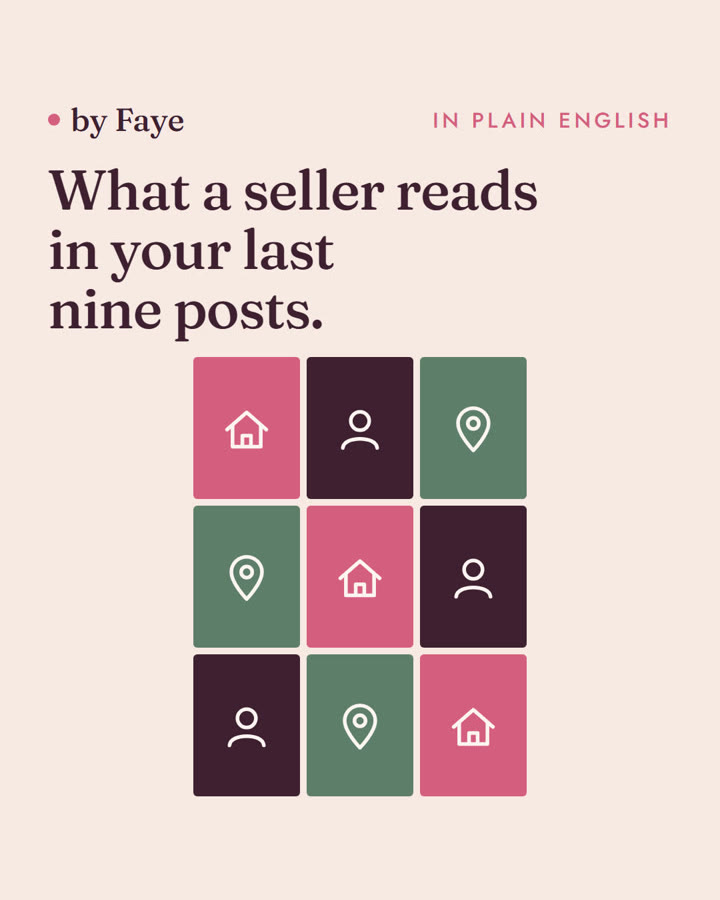 by Faye
IN PLAIN ENGLISH
What a seller reads
in your last
nine posts.